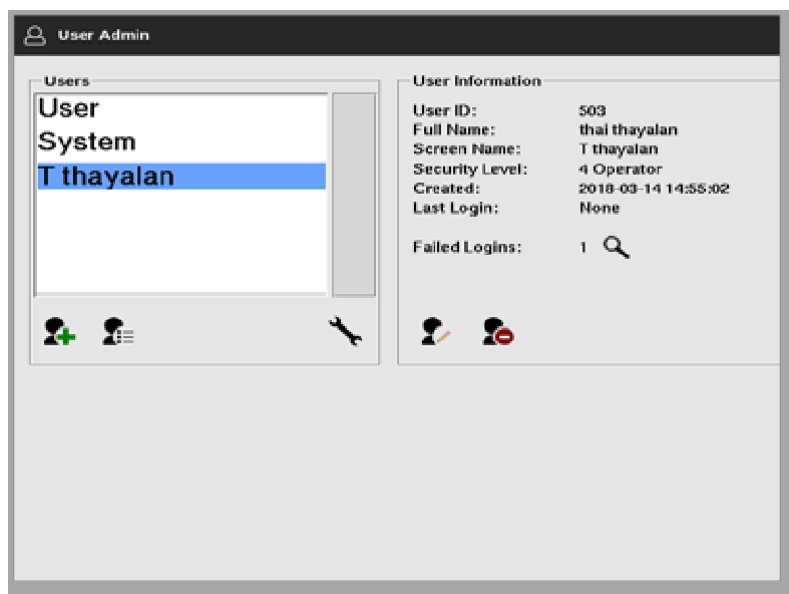 User Admin
Users
User
System
T thayalan
User Information
User ID: 503
Full Name: thai thayalan
Screen Name: T thayalan
Security Level: 4 Operator
Created: 2018-03-14 14:55:02
Last Login: None
Failed Logins: 1